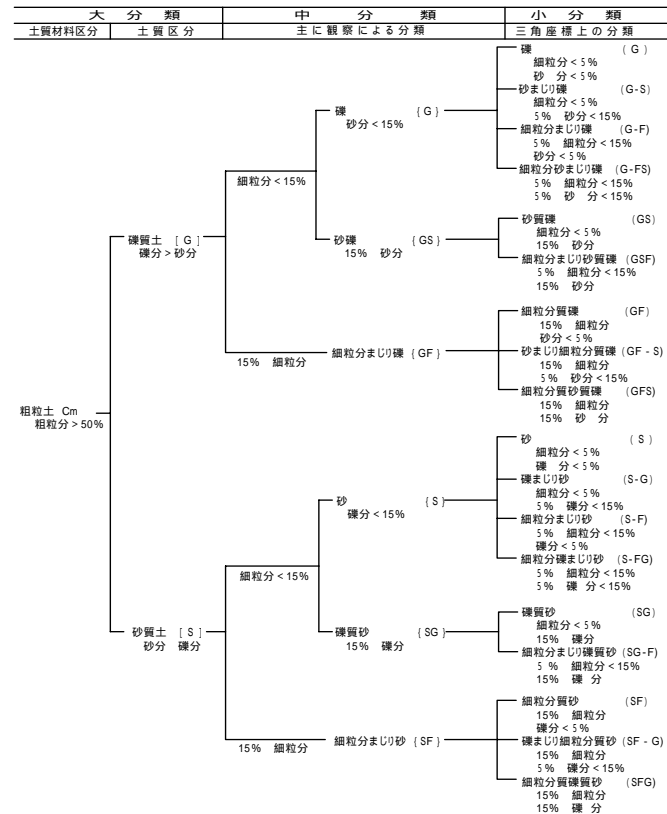 大 分 類 中 分 類 小 分 類
土質材料区分 土質区分 主に観察による分類 三角座標上の分類
礫 (G)
細粒分<5%
砂 分<5%
砂まじり礫 (G-S)
細粒分<5%
5% 砂分<15%
細粒分まじり礫 (G-F)
5% 細粒分<15%
砂分<5%
細粒分砂まじり礫 (G-FS)
5% 細粒分<15%
5% 砂 分<15%
礫 {G}
砂分<15%
細粒分<15%
砂質礫 (GS)
細粒分<5%
15% 砂分
細粒分まじり砂質礫 (GSF)
5% 細粒分<15%
15% 砂分
砂礫 {GS}
15% 砂分
礫質土 [G]
礫分>砂分
細粒分質礫 (GF)
15% 細粒分
砂分<5%
砂まじり細粒分質礫 (GF-S)
15% 細粒分
5% 砂分<15%
細粒分質砂質礫 (GFS)
15% 細粒分
15% 砂 分
15% 細粒分
細粒分まじり礫 {GF}
粗粒土 Cm
粗粒分>50%
砂 (S)
細粒分<5%
礫 分<5%
礫まじり砂 (S-G)
細粒分<5%
5% 礫分<15%
細粒分まじり砂 (S-F)
5% 細粒分<15%
礫分<5%
細粒分礫まじり砂 (S-FG)
5% 細粒分<15%
5% 礫 分<15%
砂 {S}
礫分<15%
細粒分<15%
礫質砂 (SG)
細粒分<5%
15% 礫分
細粒分まじり礫質砂 (SG-F)
5 % 細粒分<15%
15% 礫 分
礫質砂 {SG}
15% 礫分
砂質土 [S]
砂分 礫分
細粒分質砂 (SF)
15% 細粒分
礫分<5%
礫まじり細粒分質砂 (SF-G)
15% 細粒分
5% 礫分<15%
細粒分質礫質砂 (SFG)
15% 細粒分
15% 礫 分
15% 細粒分
細粒分まじり砂 {SF}